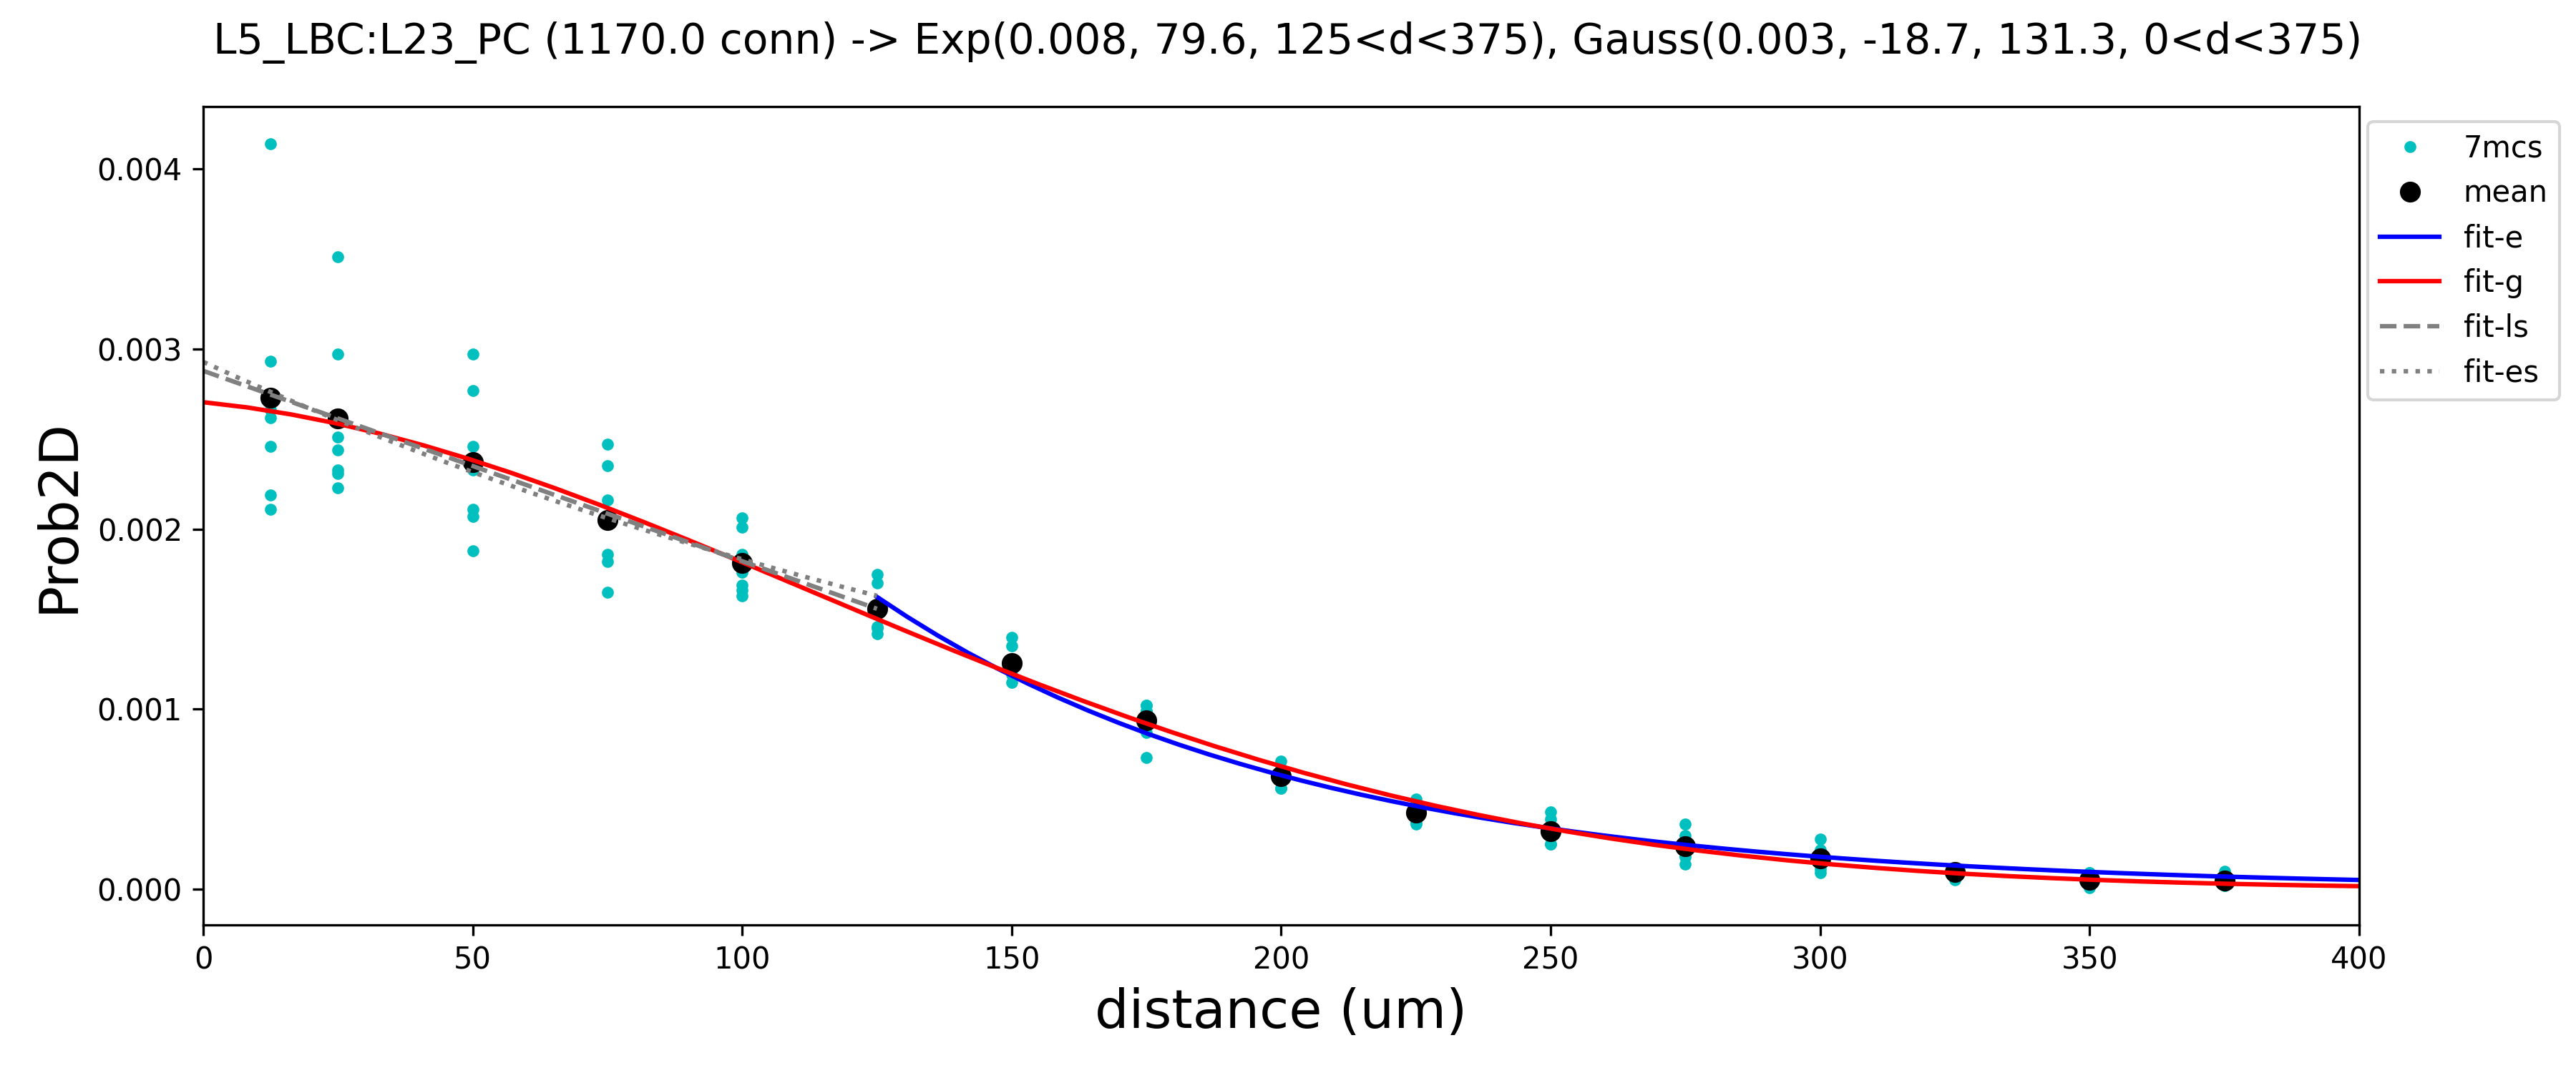 L5_LBC:L23_PC (1170.0 conn) -> Exp(0.008, 79.6, 125<d<375), Gauss(0.003, -18.7, 131.3, 0<d<375)
0.004
0.003
0.002
0.001
0.000
Prob2D
0 50 100 150 200 250 300 350 400
distance (um)
7mcs
mean
fit-e
fit-g
fit-ls
fit-es